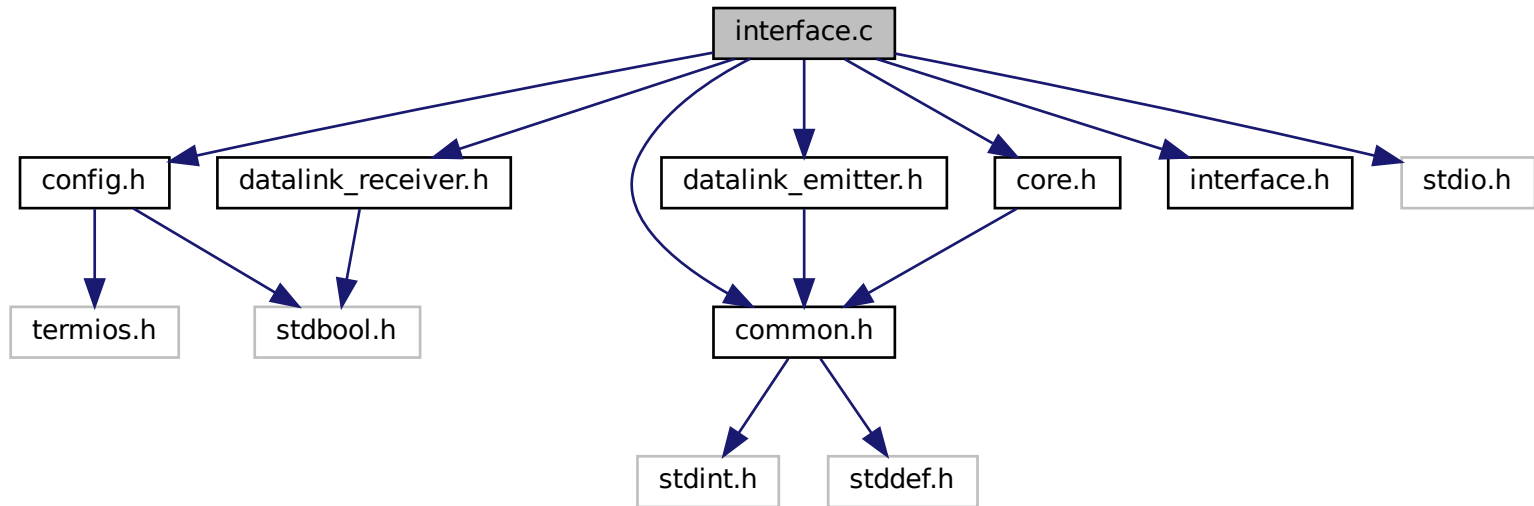 interface.c
config.h
datalink_receiver.h
datalink_emitter.h
core.h
interface.h
stdio.h
termios.h
stdbool.h
common.h
stdint.h
stddef.h